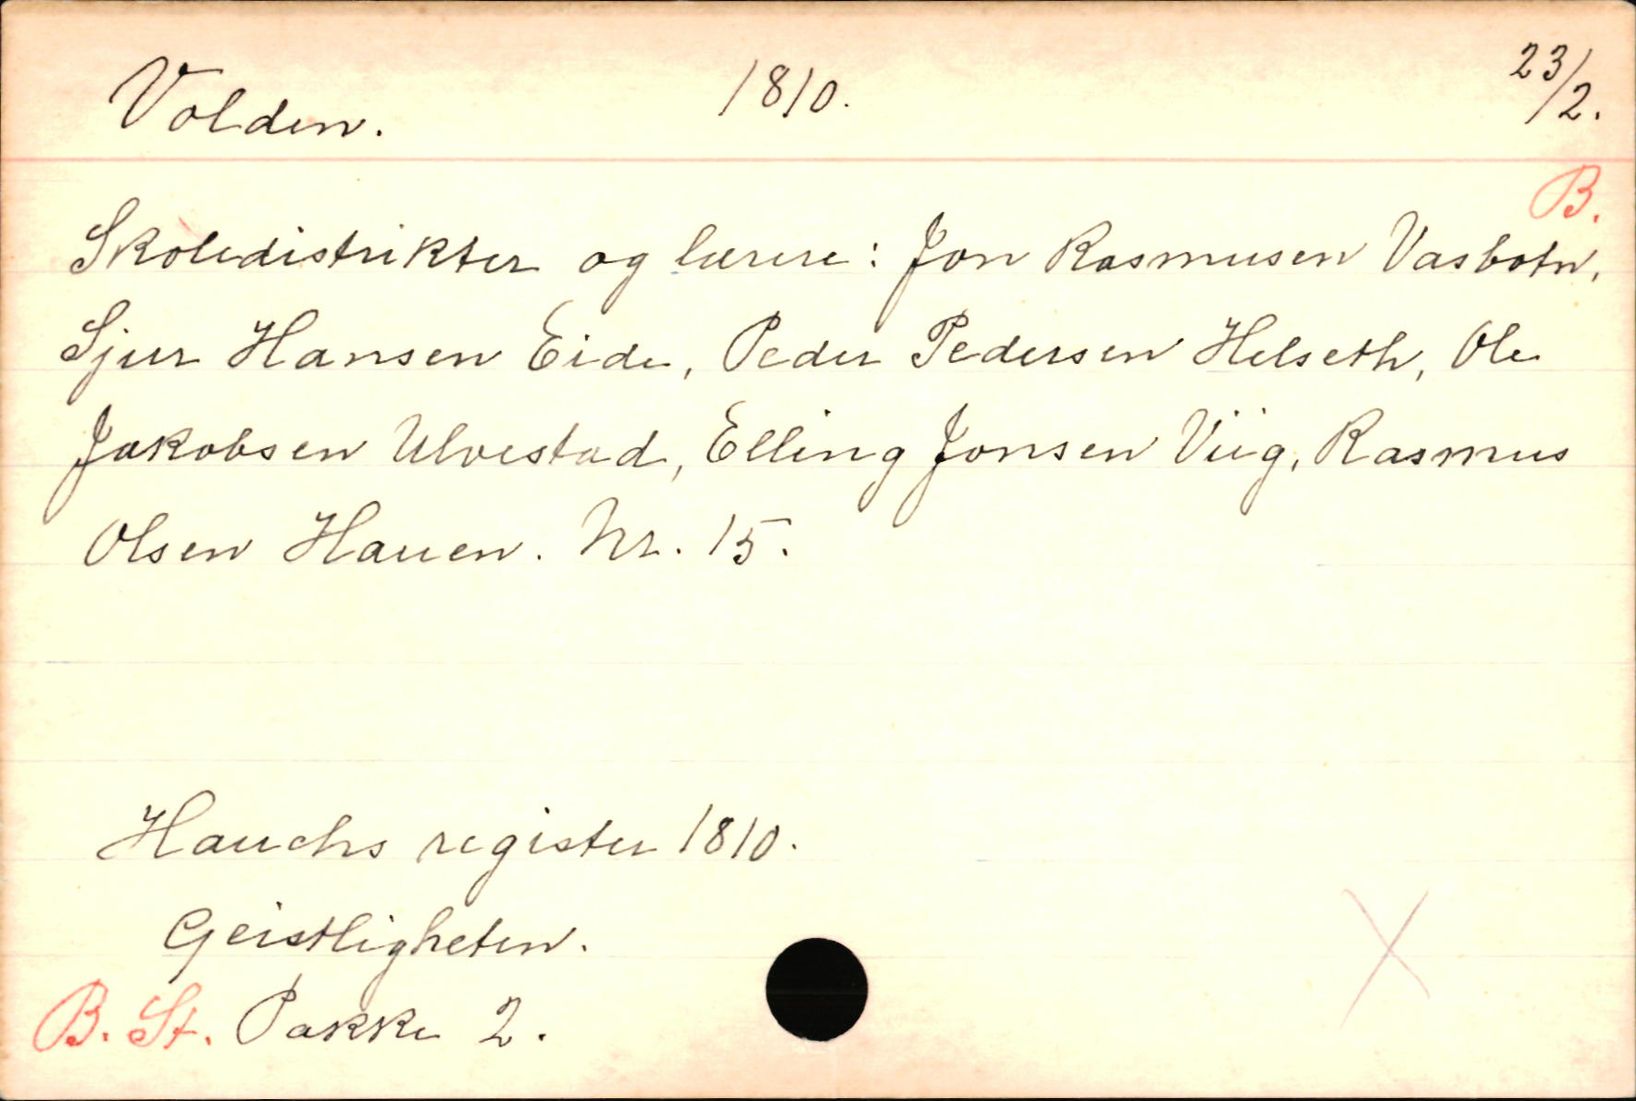 Volden. 1810. 23/2.
B.
Skoledistrikter og lærere: Jon Rasmusen Vasbotn,
Sjur Hansen Eide, Peder Pedersen Helseth, Ole
Jakobsen Ulvestad, Elling Jonsen Viig, Rasmus
Olsen Hauen. Nr. 15.
Hauchs register 1810.
Geistligheten.
B. St. Pakke 2.